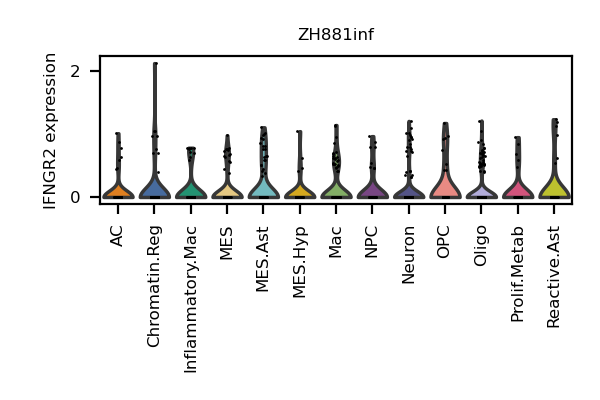 ZH881inf
IFNGR2 expression
2
0
AC
Chromatin.Reg
Inflammatory.Mac
MES
MES.Ast
MES.Hyp
Mac
NPC
Neuron
OPC
Oligo
Prolif.Metab
Reactive.Ast